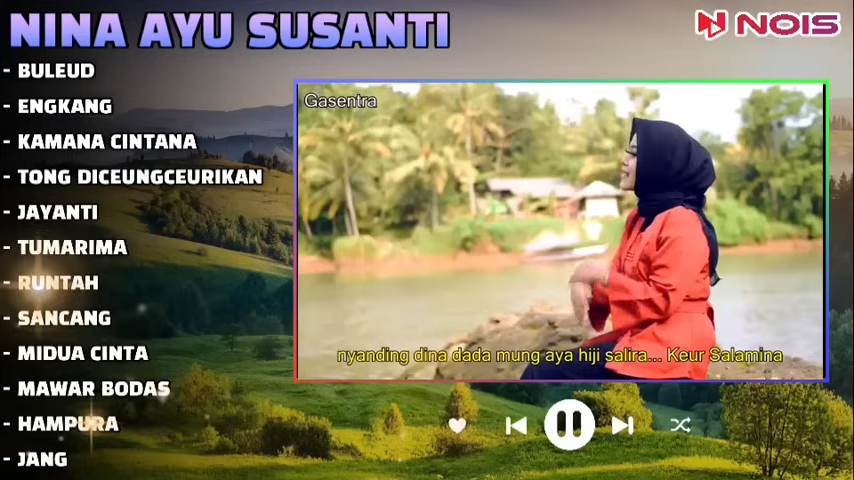 NINA AYU SUSANTI
NOIS
- BULEUD
- ENGKANG
- KAMANA CINTANA
- TONG DICEUNGCEURIKAN
- JAYANTI
- TUMARIMA
- RUNTAH
- SANCANG
- MIDUA CINTA
- MAWAR BODAS
- HAMPURA
- JANG
Gasentra
nyanding dina dada mung aya hiji salira... Keur Salamina